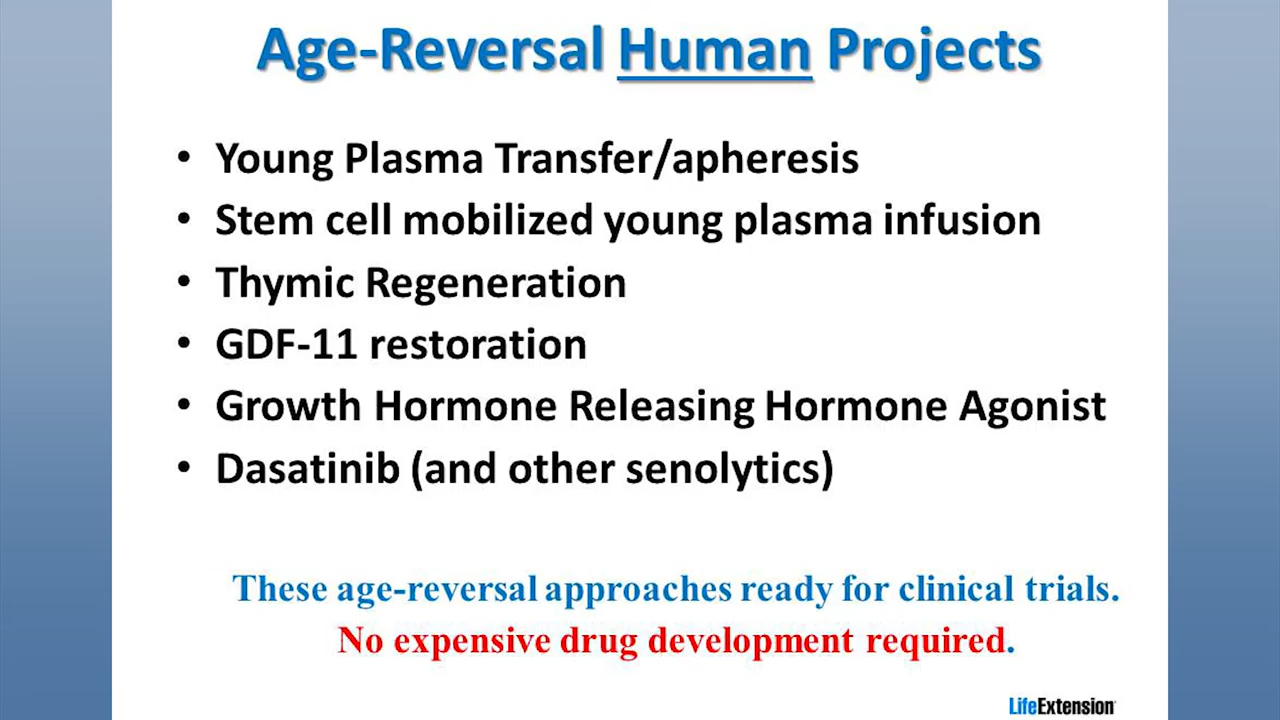 Age-Reversal Human Projects
• Young Plasma Transfer/apheresis
• Stem cell mobilized young plasma infusion
• Thymic Regeneration
• GDF-11 restoration
• Growth Hormone Releasing Hormone Agonist
• Dasatinib (and other senolytics)
These age-reversal approaches ready for clinical trials.
No expensive drug development required.
LifeExtension